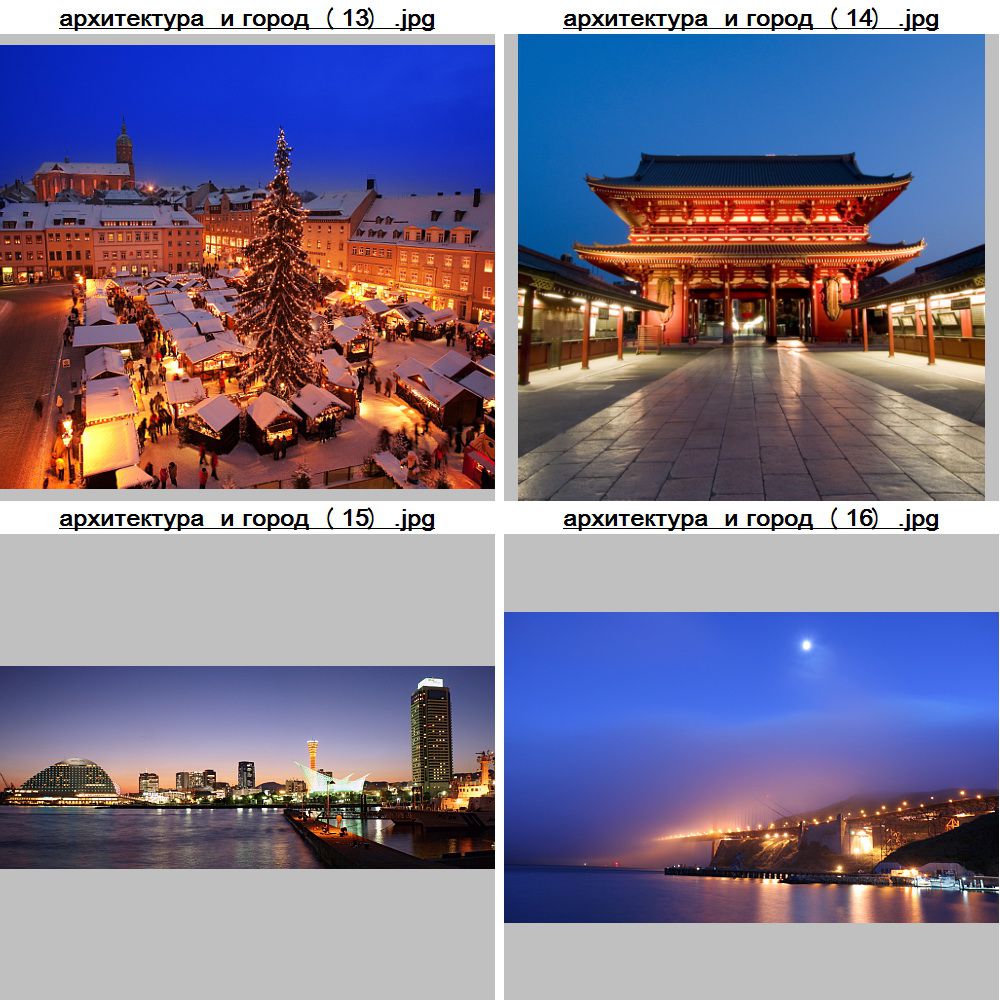 архитектура и город ( 13) .jpg
архитектура и город ( 14) .jpg
архитектура и город ( 15) .jpg
архитектура и город ( 16) .jpg